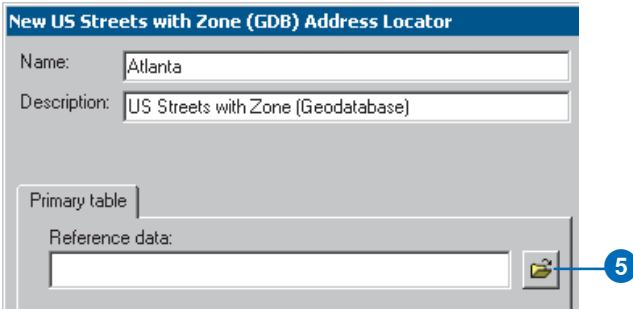 New US Streets with Zone (GDB) Address Locator
Name: Atlanta
Description: US Streets with Zone (Geodatabase)
Primary table
Reference data:
5